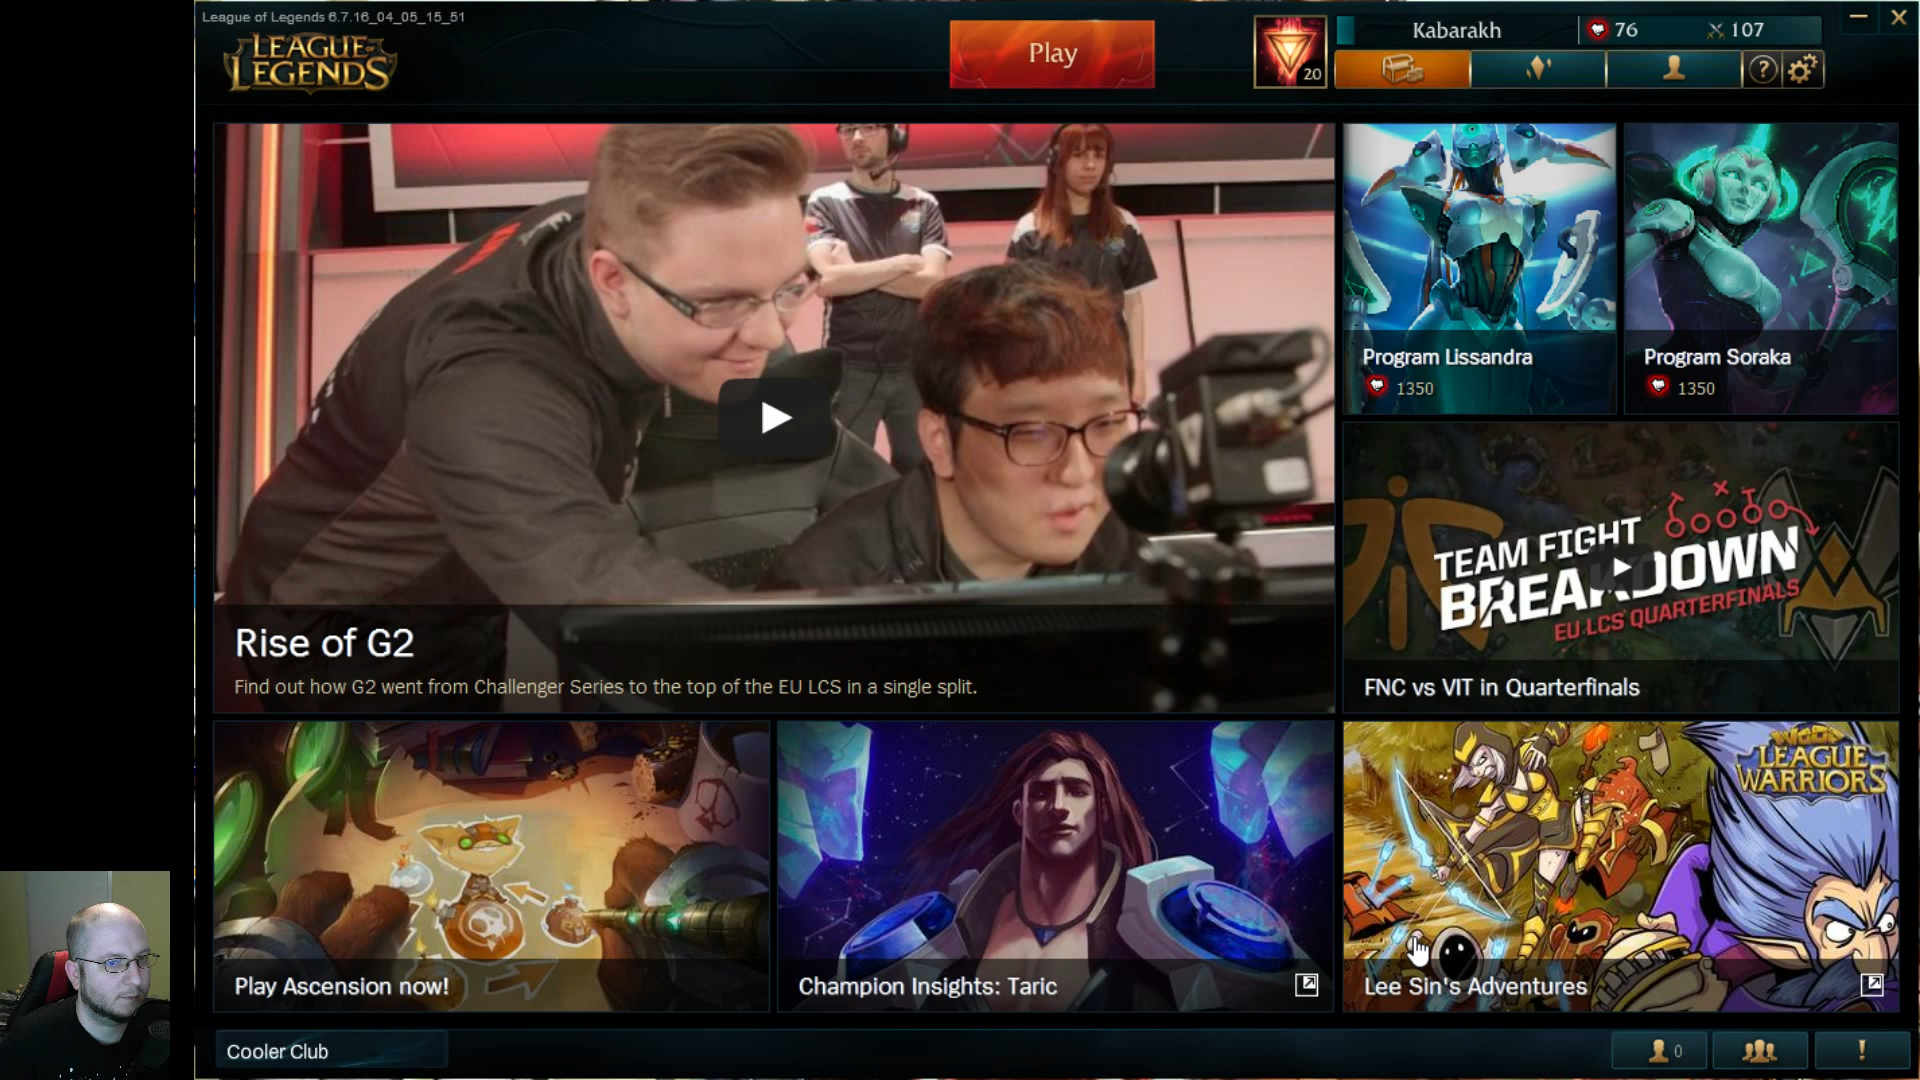 League of Legends 6.7.16_04_05_15_51
LEAGUE OF
LEGENDS
Play
20
Kabarakh
76
107
?
Program Lissandra
1350
Program Soraka
1350
TEAM FIGHT
BREAKDOWN
EU LCS QUARTERFINALS
FNC vs VIT in Quarterfinals
Rise of G2
Find out how G2 went from Challenger Series to the top of the EU LCS in a single split.
Play Ascension now!
Champion Insights: Taric
LEAGUE
WARRIORS
Lee Sin's Adventures
Cooler Club
0
!